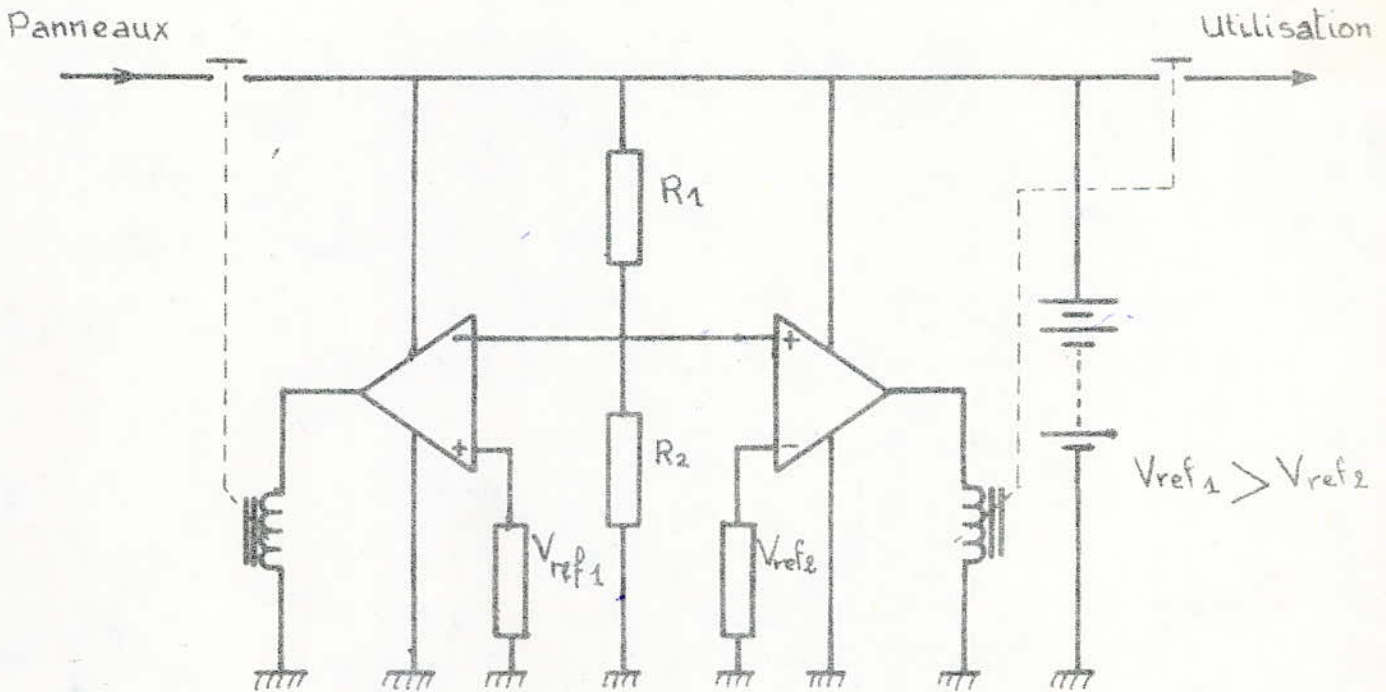 Panneaux
Utilisation
R1
R2
Vref1
Vref2
Vref1 > Vref2
+
-
+